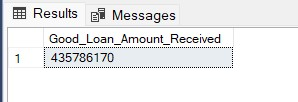 Results Messages
Good_Loan_Amount_Received
1 435786170